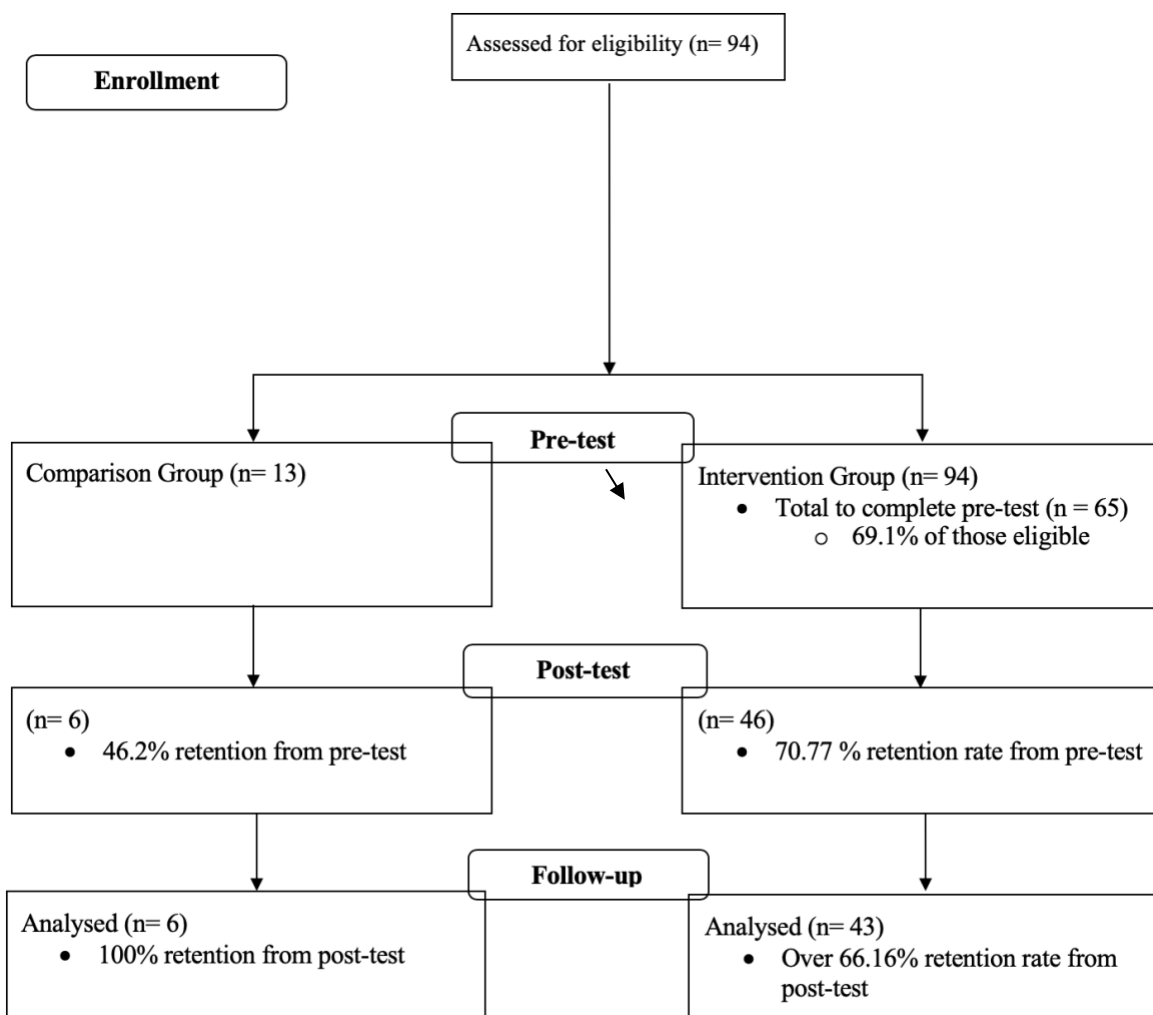 Assessed for eligibility (n= 94)
Enrollment
Pre-test
Comparison Group (n= 13)
Intervention Group (n= 94)
• Total to complete pre-test (n = 65)
o 69.1% of those eligible
Post-test
(n= 6)
• 46.2% retention from pre-test
(n= 46)
• 70.77 % retention rate from pre-test
Follow-up
Analysed (n= 6)
• 100% retention from post-test
Analysed (n= 43)
• Over 66.16% retention rate from
post-test